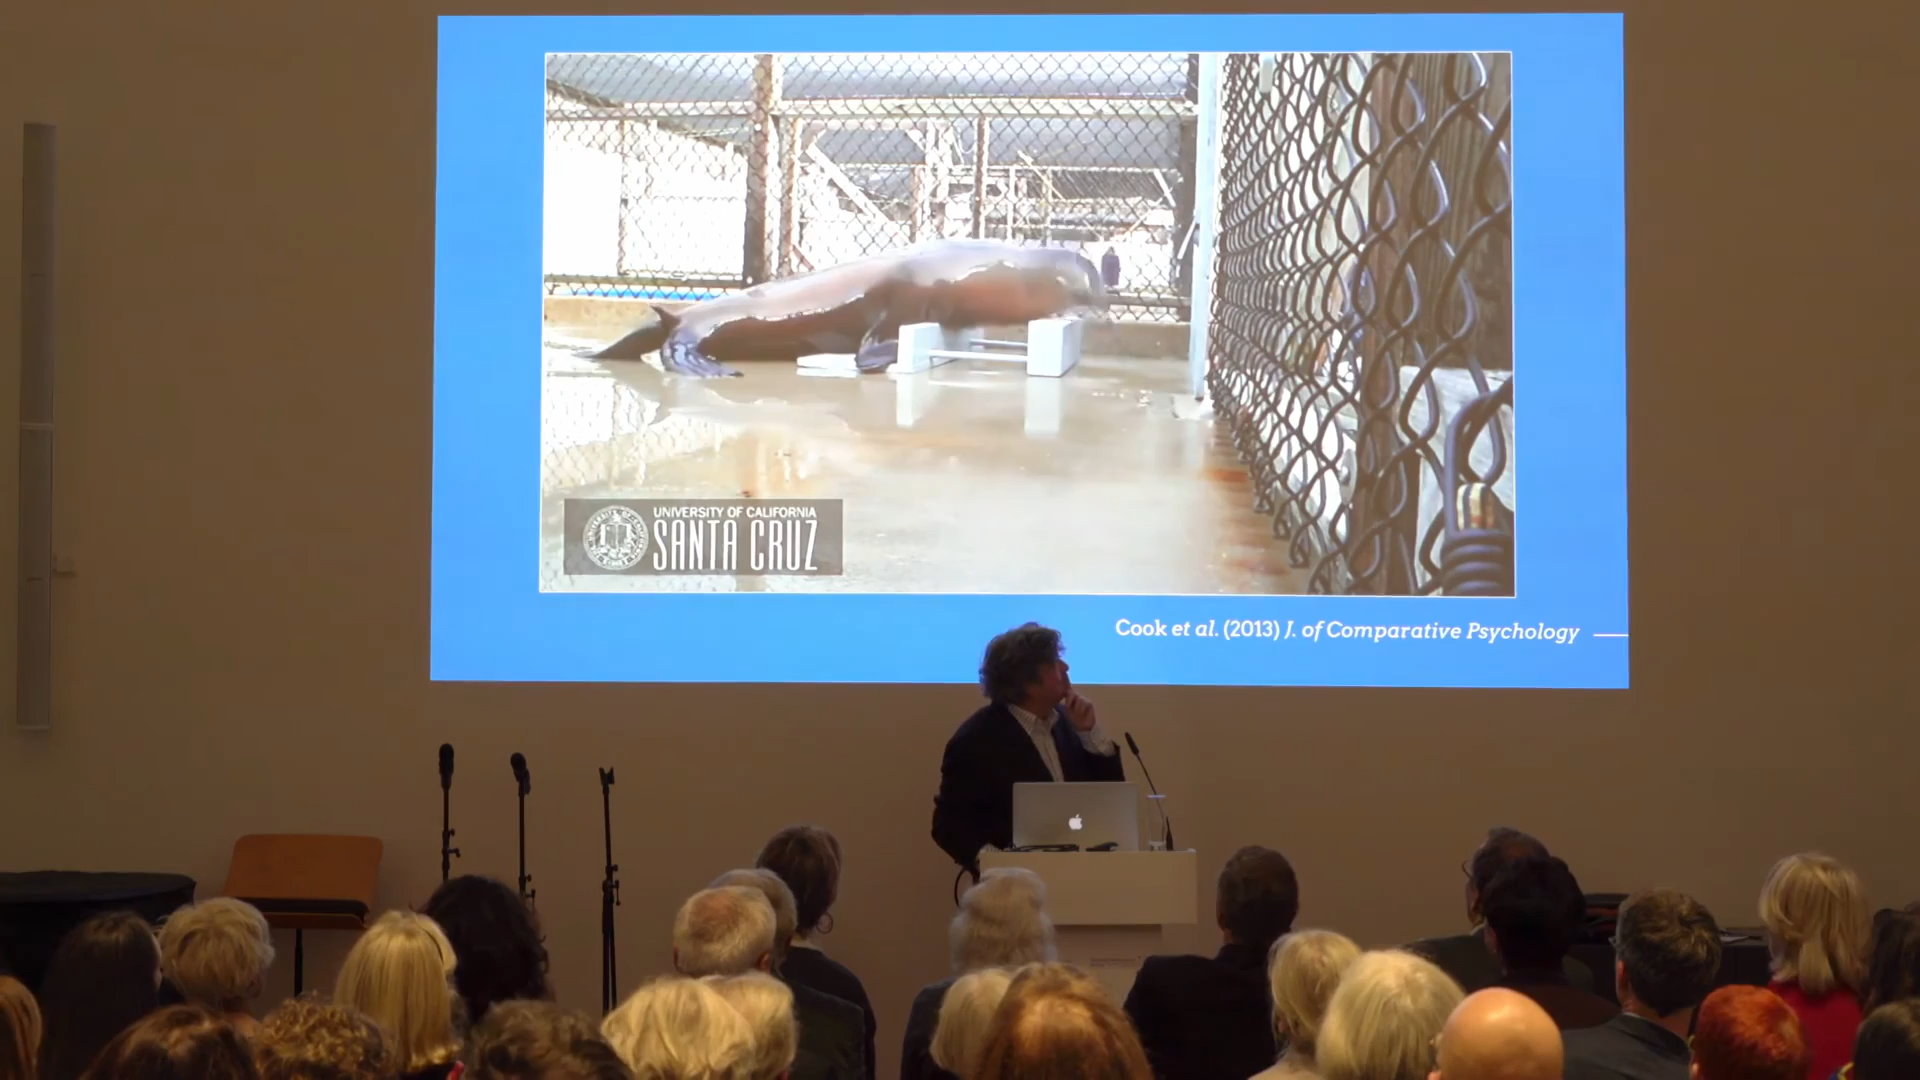 UNIVERSITY OF CALIFORNIA
SANTA CRUZ
Cook et al. (2013) J. of Comparative Psychology